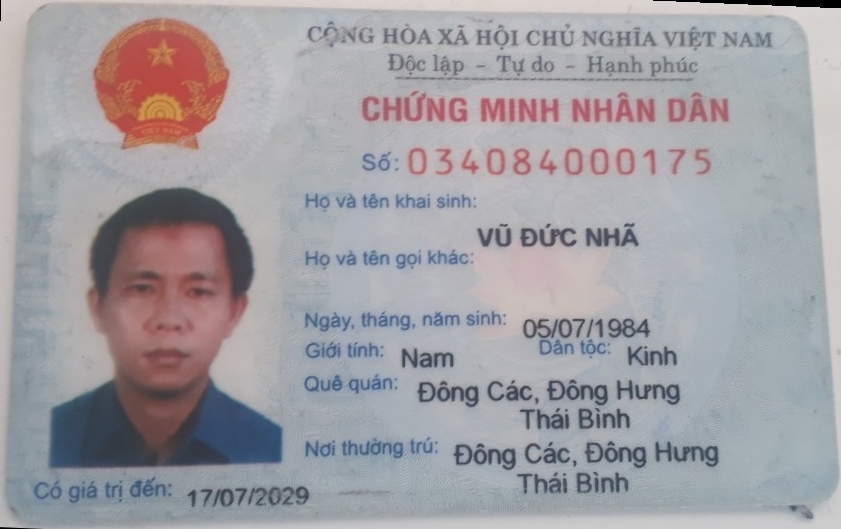 CỘNG HÒA XÃ HỘI CHỦ NGHĨA VIỆT NAM
Độc lập - Tự do - Hạnh phúc
CHỨNG MINH NHÂN DÂN
Số: 034084000175
Họ và tên khai sinh:
VŨ ĐỨC NHÃ
Họ và tên gọi khác:
Ngày, tháng, năm sinh: 05/07/1984
Giới tính: Nam Dân tộc: Kinh
Quê quán: Đông Các, Đông Hưng
Thái Bình
Nơi thường trú: Đông Các, Đông Hưng
Thái Bình
Có giá trị đến: 17/07/2029
VIỆT NAM